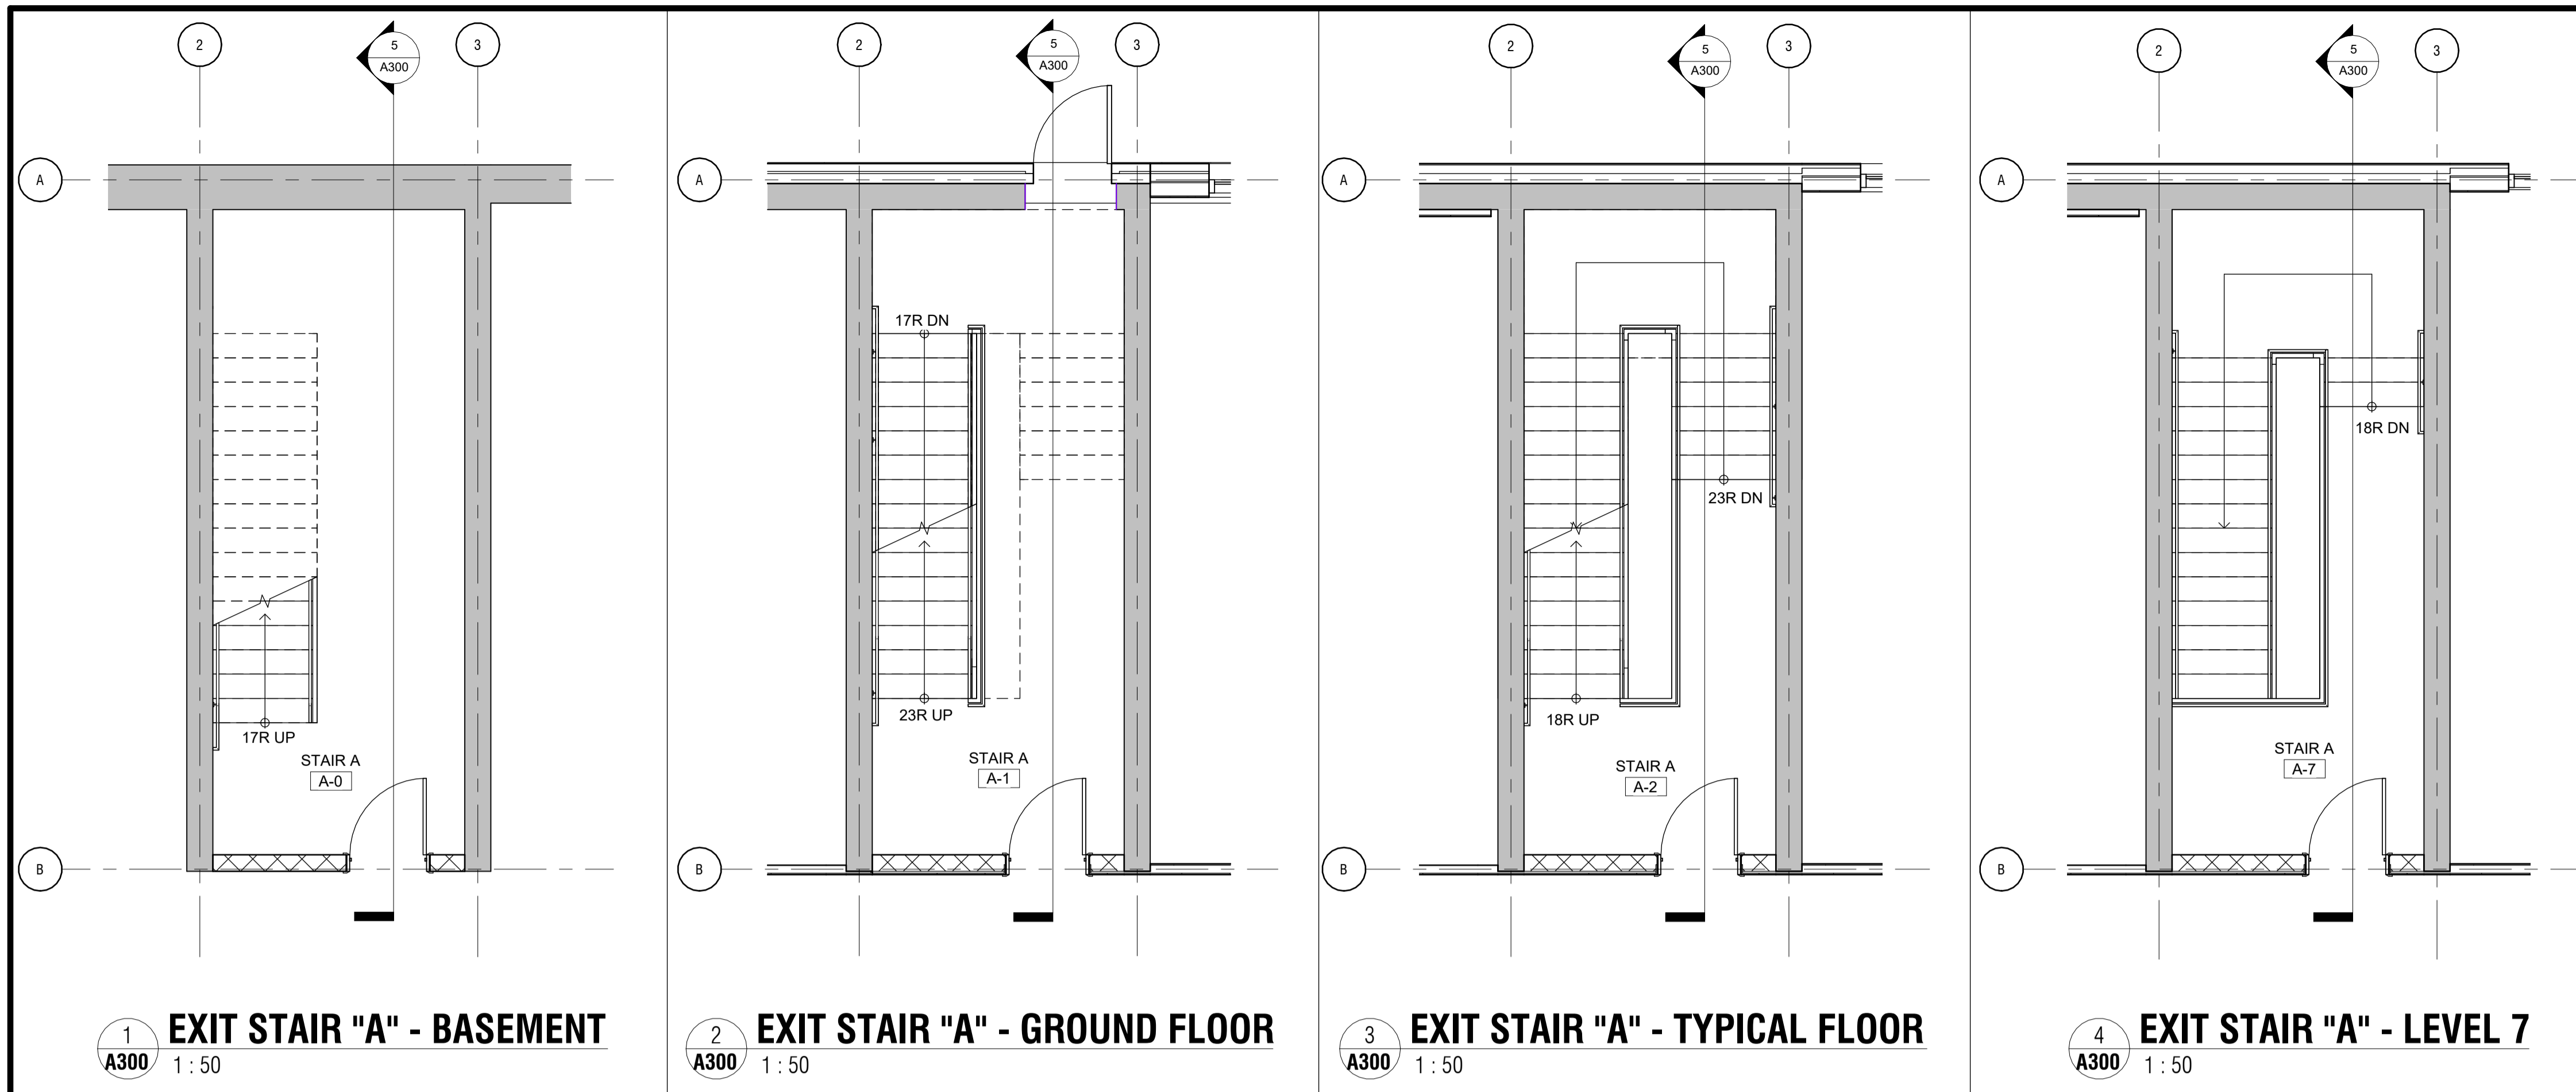 2
5
A300
3
A
17R UP
STAIR A
A-0
B
1
A300
EXIT STAIR "A" - BASEMENT
1 : 50
2
5
A300
3
A
17R DN
23R UP
STAIR A
A-1
B
2
A300
EXIT STAIR "A" - GROUND FLOOR
1 : 50
2
5
A300
3
A
23R DN
18R UP
STAIR A
A-2
B
3
A300
EXIT STAIR "A" - TYPICAL FLOOR
1 : 50
2
5
A300
3
A
18R DN
STAIR A
A-7
B
4
A300
EXIT STAIR "A" - LEVEL 7
1 : 50